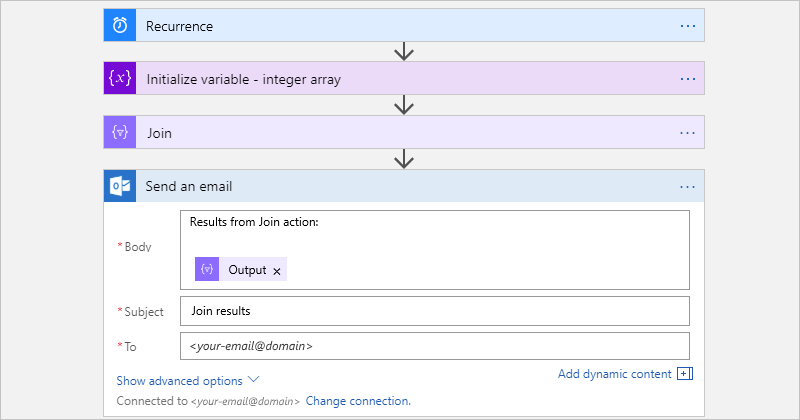 Recurrence
{x} Initialize variable - integer array
Join
Send an email
Results from Join action:
*Body
Output ×
*Subject Join results
*To <your-email@domain>
Add dynamic content
Show advanced options
Connected to <your-email@domain> Change connection.